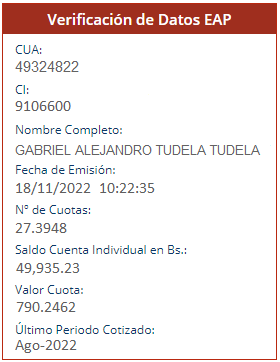 Verificación de Datos EAP
CUA:
49324822
CI:
9106600
Nombre Completo:
GABRIEL ALEJANDRO TUDELA TUDELA
Fecha de Emisión:
18/11/2022 10:22:35
N° de Cuotas:
27.3948
Saldo Cuenta Individual en Bs.:
49,935.23
Valor Cuota:
790.2462
Último Periodo Cotizado:
Ago-2022